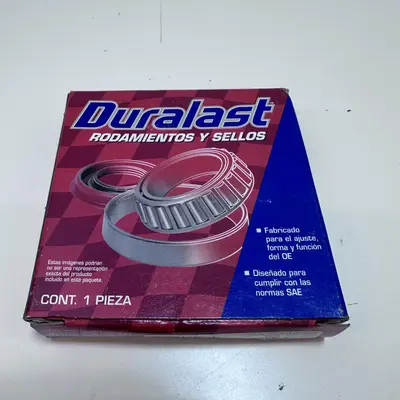 Duralast
RODAMIENTOS Y SELLOS
Fabricado
para el ajuste,
forma y función
del OE
Diseñado para
cumplir con las
normas SAE
Estas imágenes podrían
no ser una representación
exacta del producto
incluido en este paquete.
CONT. 1 PIEZA